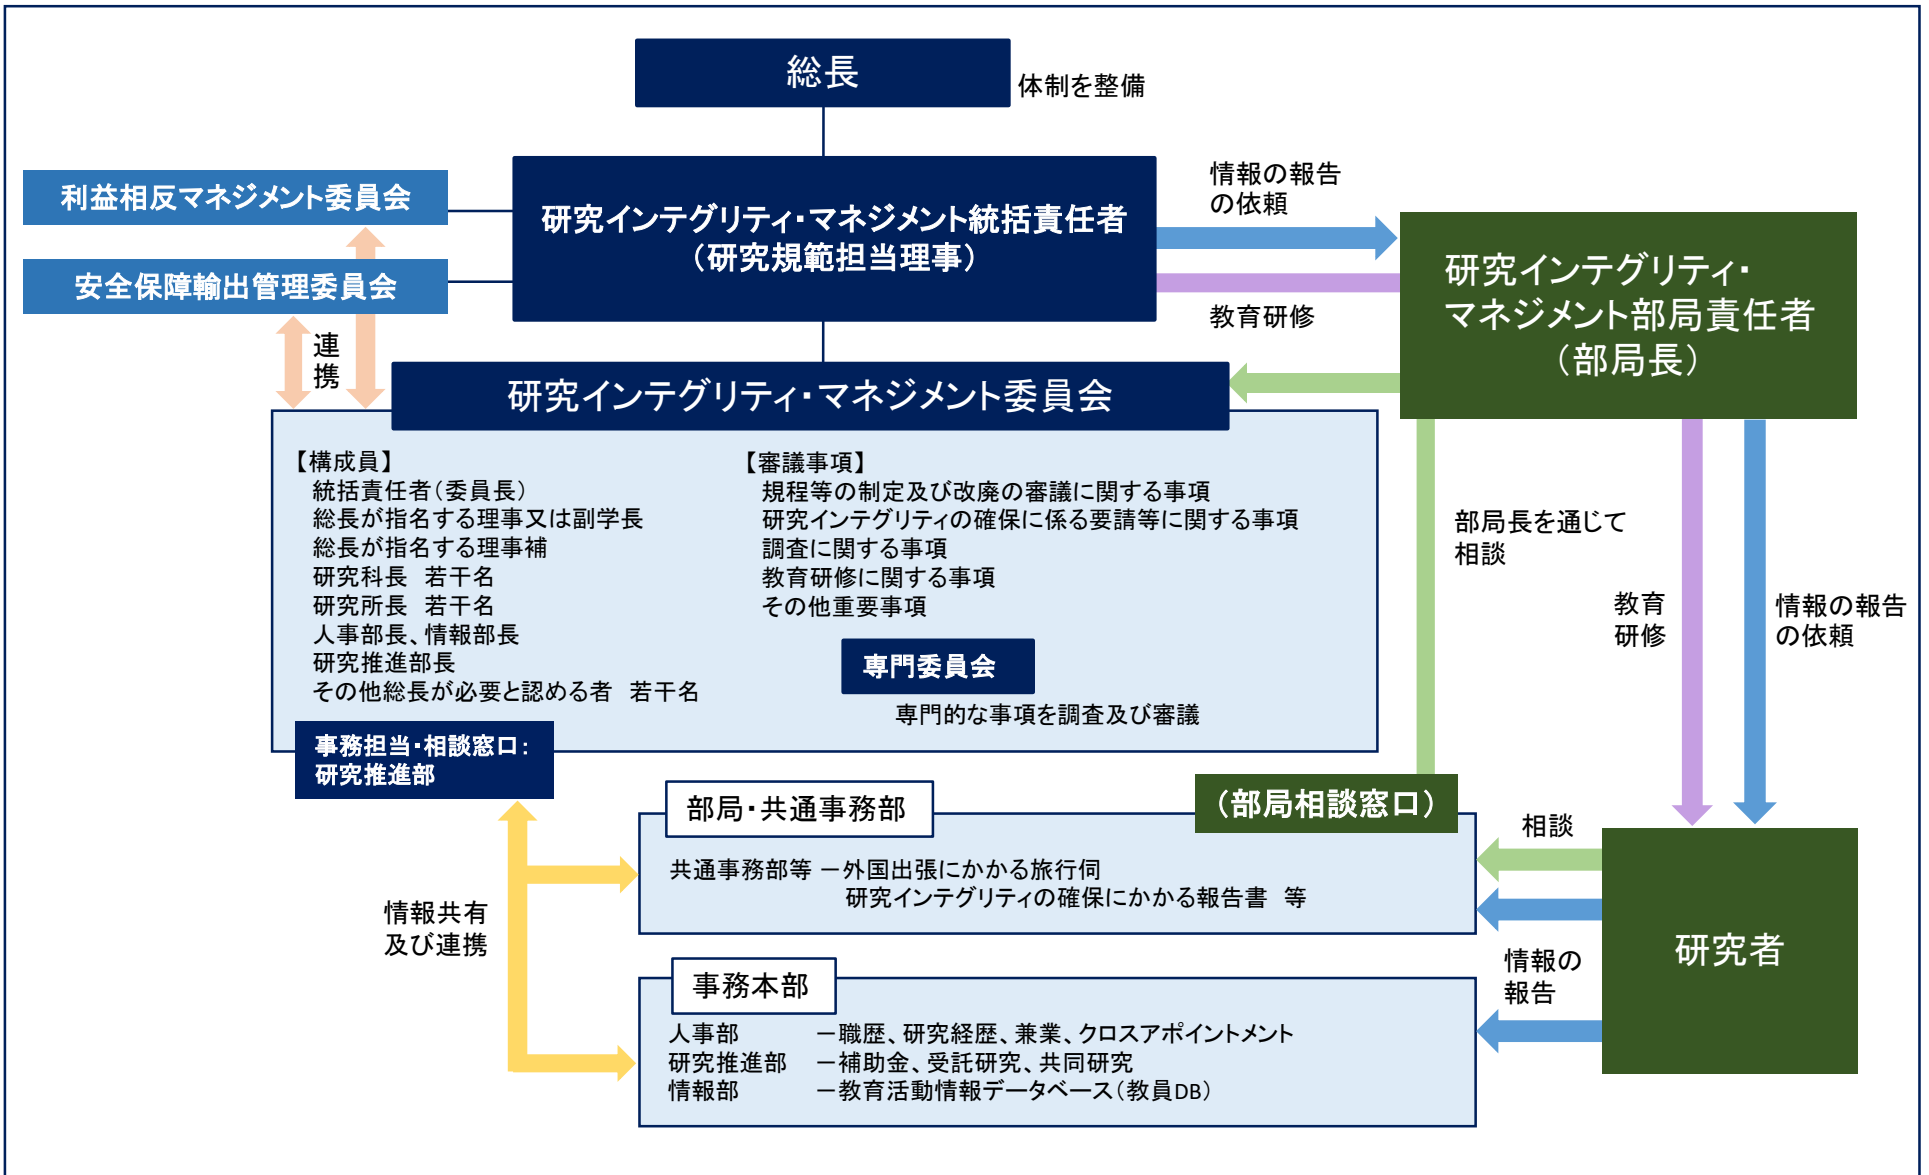 総長
体制を整備
利益相反マネジメント委員会
安全保障輸出管理委員会
連
携
研究インテグリティ・マネジメント統括責任者
（研究規範担当理事）
情報の報告
の依頼
教育研修
研究インテグリティ・
マネジメント部局責任者
（部局長）
研究インテグリティ・マネジメント委員会
【構成員】
統括責任者（委員長）
総長が指名する理事又は副学長
総長が指名する理事補
研究科長　若干名
研究所長　若干名
人事部長、情報部長
研究推進部長
その他総長が必要と認める者　若干名
【審議事項】
規程等の制定及び改廃の審議に関する事項
研究インテグリティの確保に係る要請等に関する事項
調査に関する事項
教育研修に関する事項
その他重要事項
専門委員会
専門的な事項を調査及び審議
事務担当・相談窓口：
研究推進部
部局長を通じて
相談
教育
研修
情報の報告
の依頼
部局・共通事務部
（部局相談窓口）
共通事務部等 －外国出張にかかる旅行伺
研究インテグリティの確保にかかる報告書　等
相談
情報共有
及び連携
研究者
情報の
報告
事務本部
人事部　　　－職歴、研究経歴、兼業、クロスアポイントメント
研究推進部　－補助金、受託研究、共同研究
情報部　　　－教育活動情報データベース（教員DB）